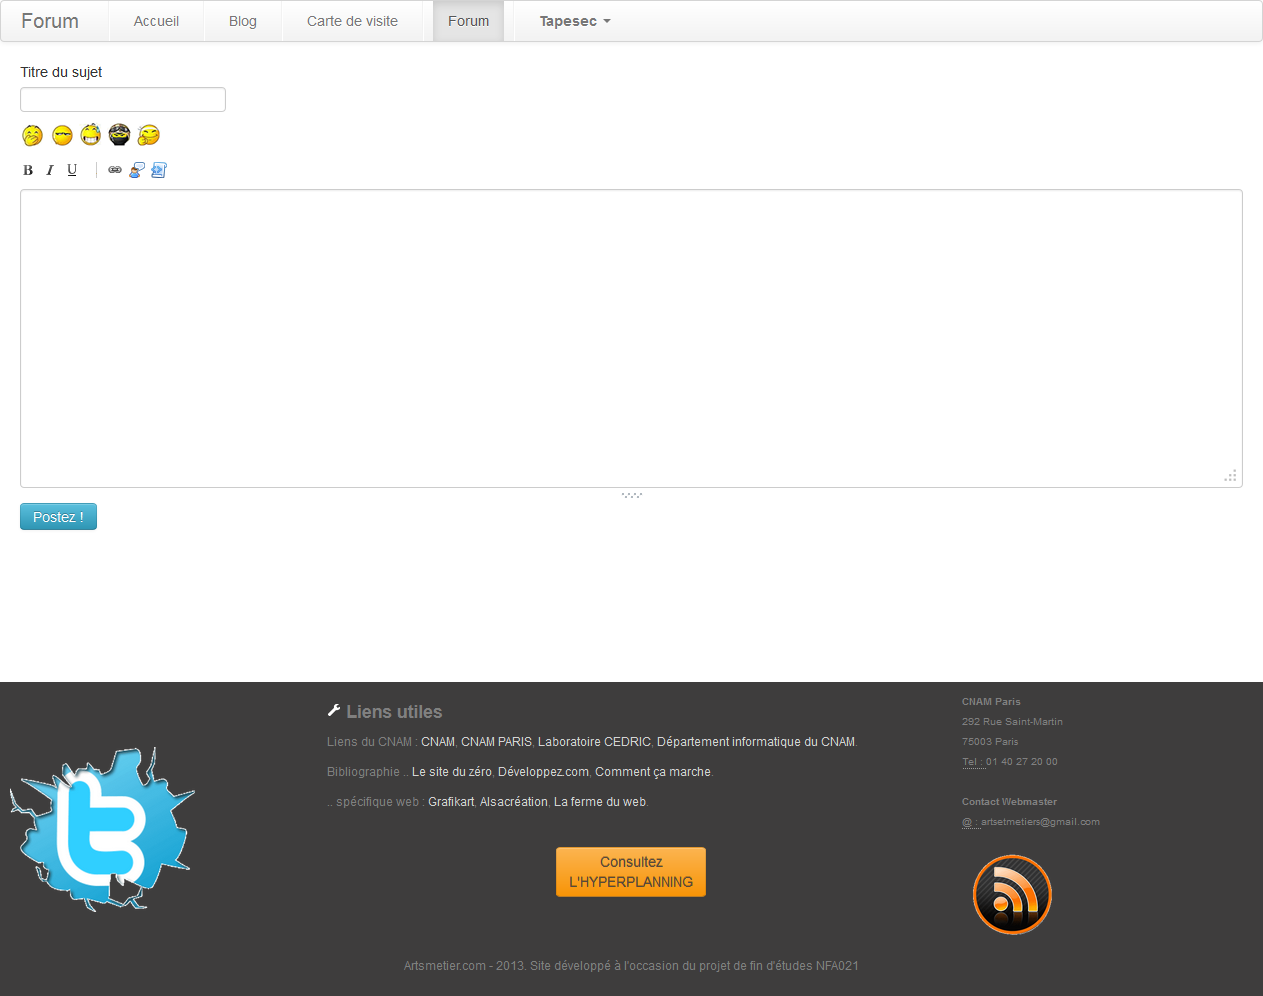 Forum Accueil Blog Carte de visite Forum Tapesec
Titre du sujet
B I U
Postez !
Liens utiles
Liens du CNAM : CNAM, CNAM PARIS, Laboratoire CEDRIC, Département informatique du CNAM.
Bibliographie .. Le site du zéro, Développez.com, Comment ça marche.
.. spécifique web : Grafikart, Alsacréation, La ferme du web.
Consultez
L'HYPERPLANNING
CNAM Paris
292 Rue Saint-Martin
75003 Paris
Tel : 01 40 27 20 00
Contact Webmaster
@ : artsetmetiers@gmail.com
Artsmetier.com - 2013. Site développé à l'occasion du projet de fin d'études NFA021